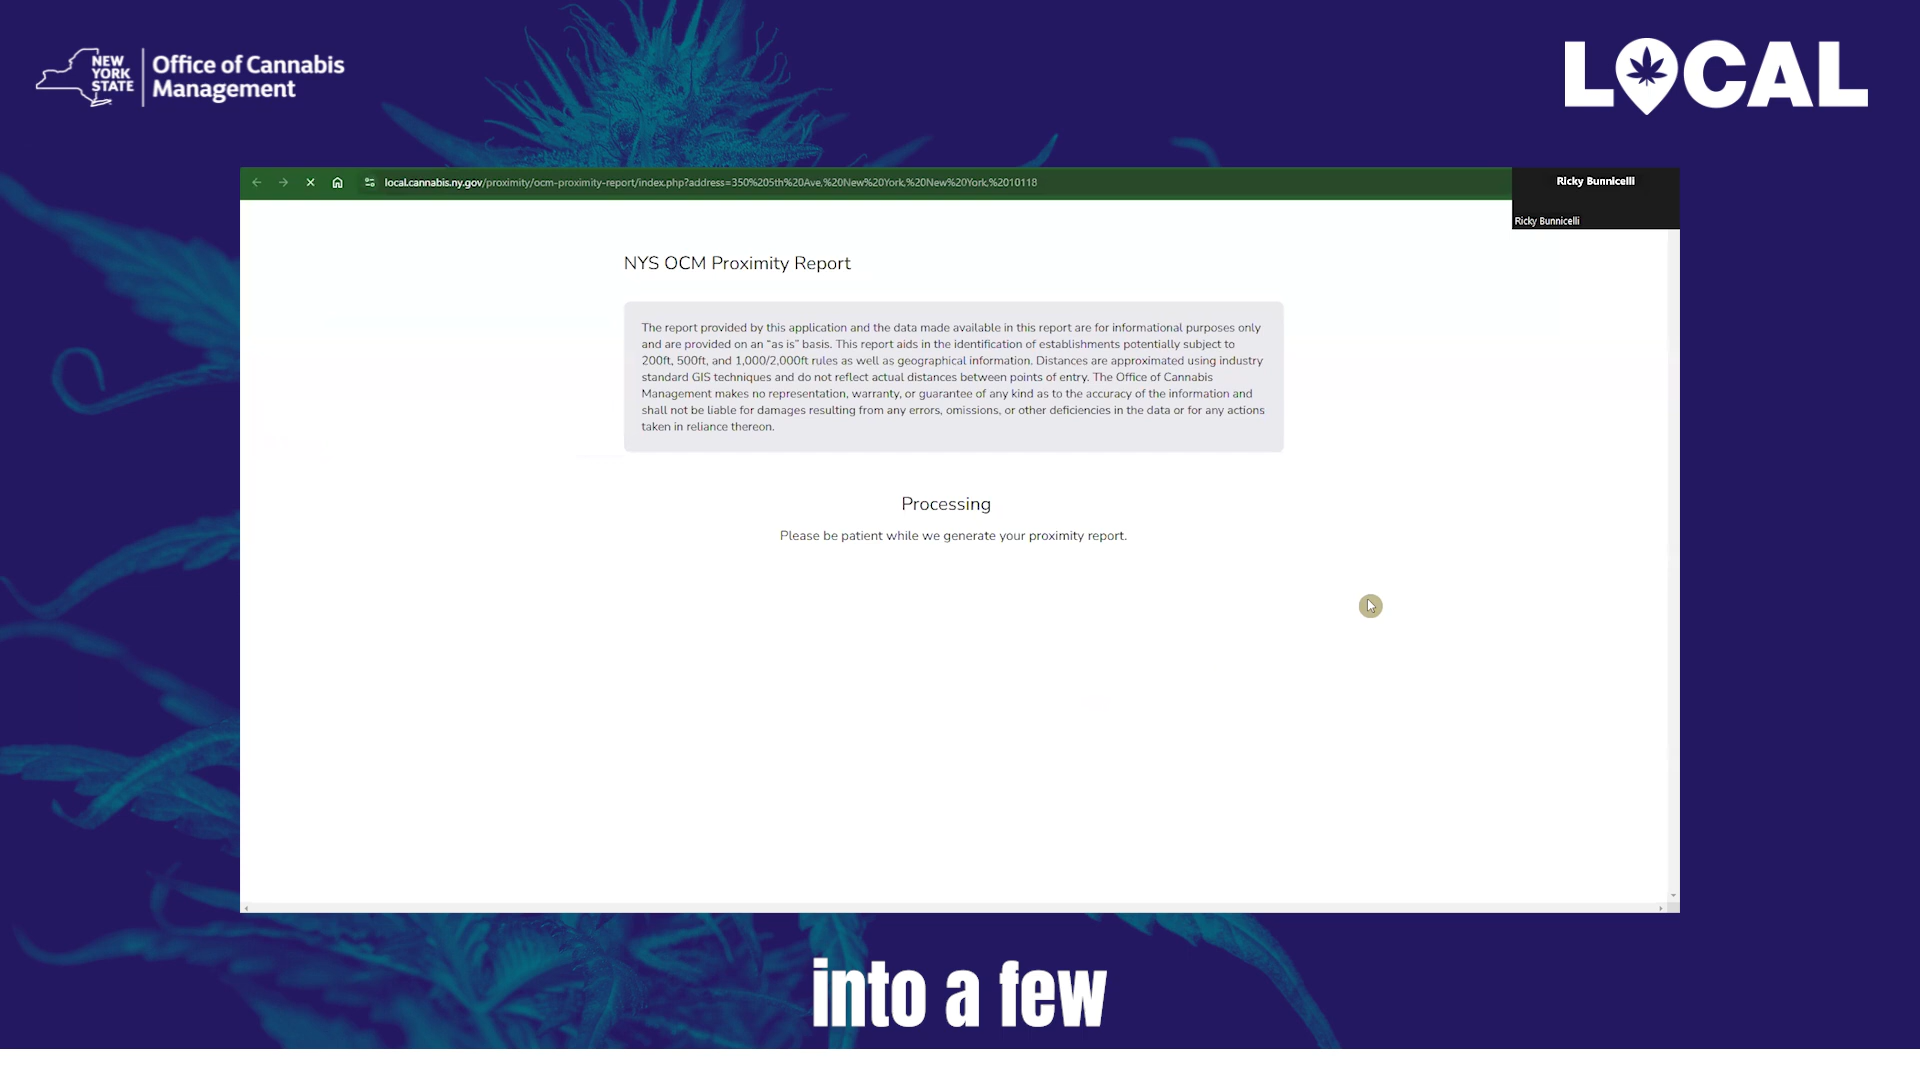 NEW
YORK
STATE
Office of Cannabis
Management
LOCAL
local.cannabis.ny.gov/proximity/ocm-proximity-report/index.php?address=350%205th%20Ave,%20New%20York,%20New%20York,%2010118
Ricky Bunnicelli
Ricky Bunnicelli
NYS OCM Proximity Report
The report provided by this application and the data made available in this report are for informational purposes only
and are provided on an “as is” basis. This report aids in the identification of establishments potentially subject to
200ft, 500ft, and 1,000/2,000ft rules as well as geographical information. Distances are approximated using industry
standard GIS techniques and do not reflect actual distances between points of entry. The Office of Cannabis
Management makes no representation, warranty, or guarantee of any kind as to the accuracy of the information and
shall not be liable for damages resulting from any errors, omissions, or other deficiencies in the data or for any actions
taken in reliance thereon.
Processing
Please be patient while we generate your proximity report.
into a few